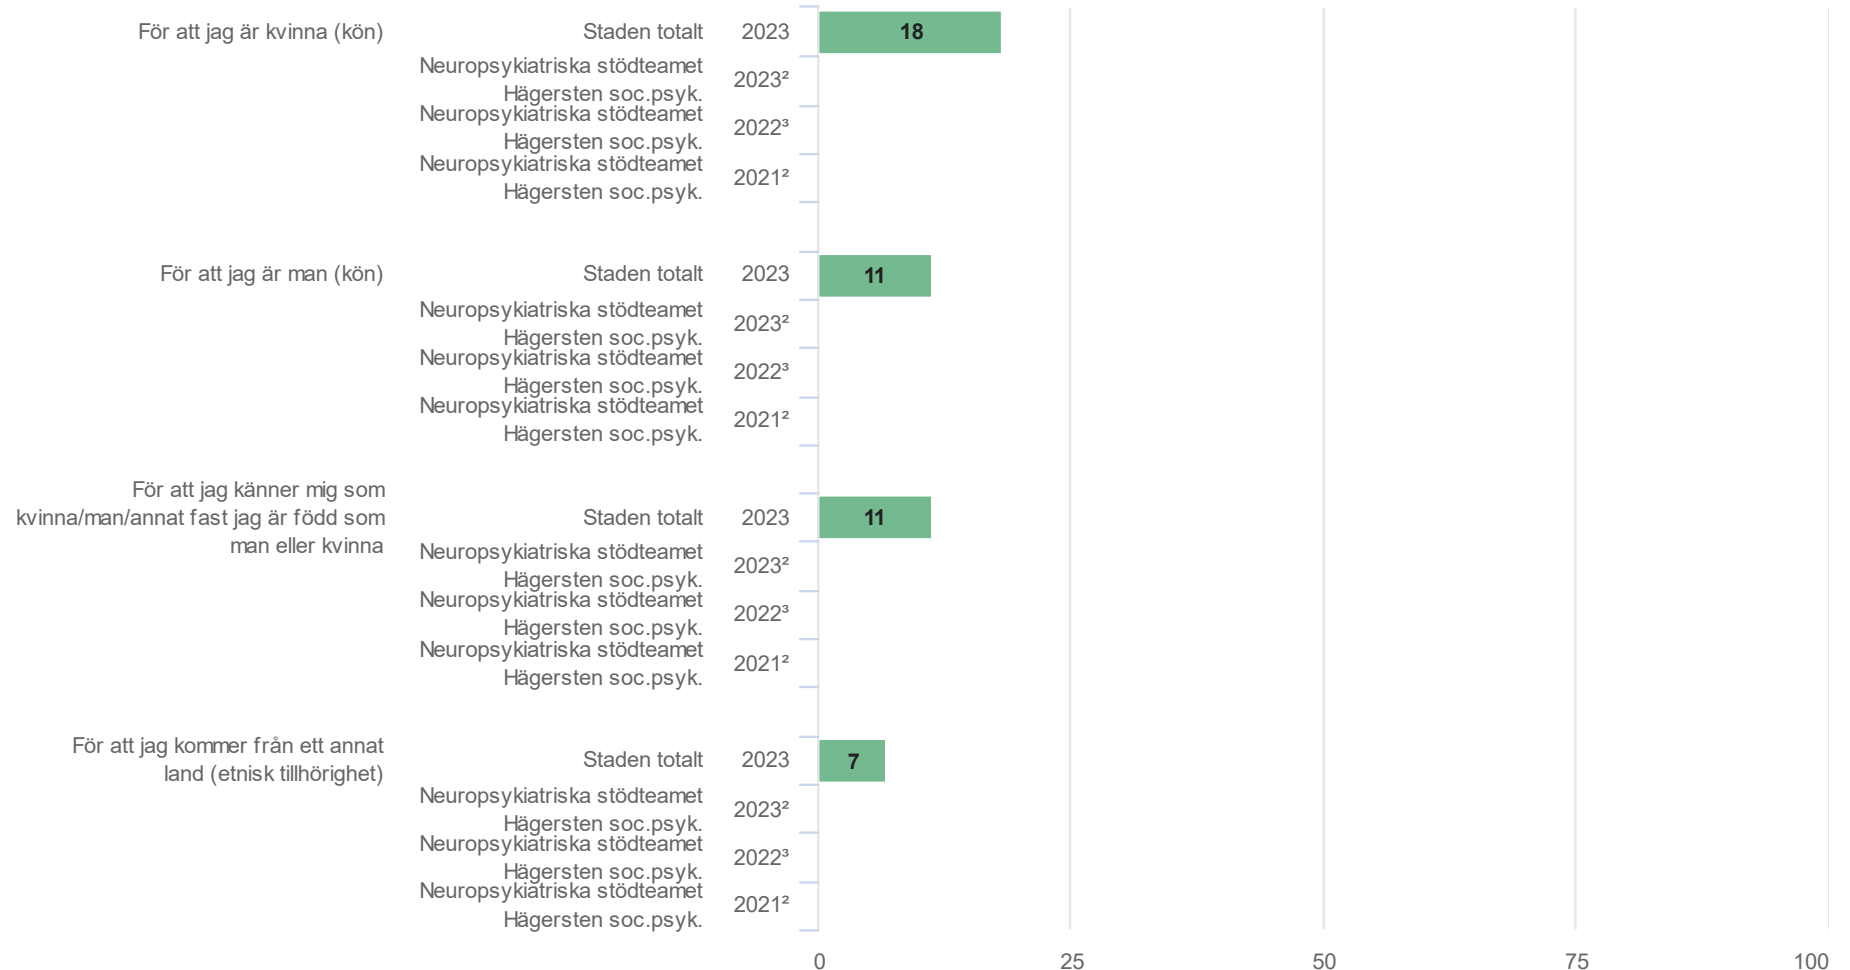 För att jag är kvinna (kön) Staden totalt 2023 18
Neuropsykiatriska stödteamet
Hägersten soc.psyk. 2023²
Neuropsykiatriska stödteamet
Hägersten soc.psyk. 2022³
Neuropsykiatriska stödteamet
Hägersten soc.psyk. 2021²
För att jag är man (kön) Staden totalt 2023 11
Neuropsykiatriska stödteamet
Hägersten soc.psyk. 2023²
Neuropsykiatriska stödteamet
Hägersten soc.psyk. 2022³
Neuropsykiatriska stödteamet
Hägersten soc.psyk. 2021²
För att jag känner mig som
kvinna/man/annat fast jag är född som
man eller kvinna
Staden totalt 2023 11
Neuropsykiatriska stödteamet
Hägersten soc.psyk. 2023²
Neuropsykiatriska stödteamet
Hägersten soc.psyk. 2022³
Neuropsykiatriska stödteamet
Hägersten soc.psyk. 2021²
För att jag kommer från ett annat
land (etnisk tillhörighet)
Staden totalt 2023 7
Neuropsykiatriska stödteamet
Hägersten soc.psyk. 2023²
Neuropsykiatriska stödteamet
Hägersten soc.psyk. 2022³
Neuropsykiatriska stödteamet
Hägersten soc.psyk. 2021²
0 25 50 75 100